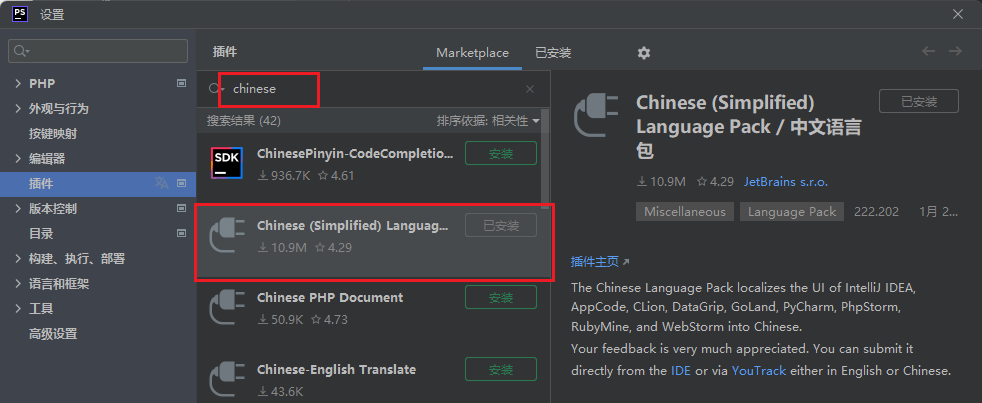 PS 设置
插件 Marketplace 已安装
PHP
外观与行为
按键映射
编辑器
插件
版本控制
目录
构建、执行、部署
语言和框架
工具
高级设置
chinese
搜索结果 (42) 排序依据: 相关性
SDK
ChinesePinyin-CodeCompletio... 安装
936.7K 4.61
Chinese (Simplified) Languag... 已安装
10.9M 4.29
Chinese PHP Document 安装
50.9K 4.73
Chinese-English Translate 安装
43.6K
Chinese (Simplified) 已安装
Language Pack / 中文语言
包
10.9M 4.29 JetBrains s.r.o.
Miscellaneous Language Pack 222.202 1月 2...
插件主页
The Chinese Language Pack localizes the UI of IntelliJ IDEA,
AppCode, CLion, DataGrip, GoLand, PyCharm, PhpStorm,
RubyMine, and WebStorm into Chinese.
Your feedback is very much appreciated. You can submit it
directly from the IDE or via YouTrack either in English or Chinese.